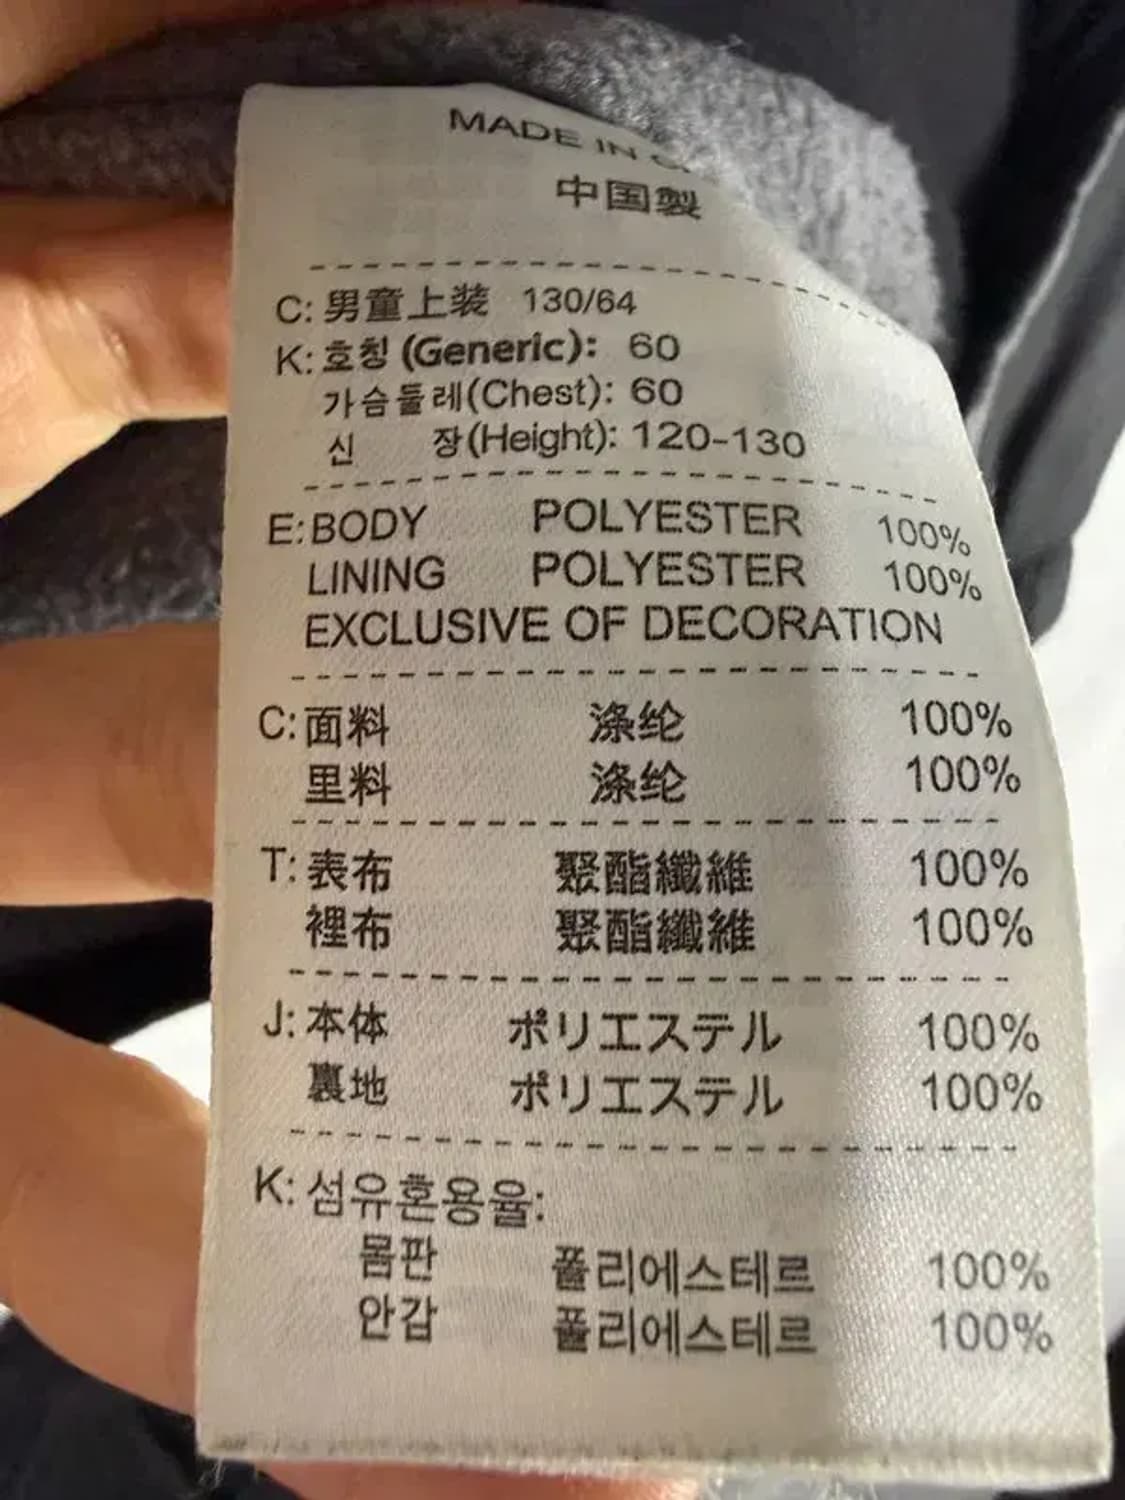 MADE IN
中国製
C: 男童上装 130/64
K: 호칭 (Generic): 60
가슴둘레(Chest): 60
신 장(Height): 120-130
E: BODY POLYESTER 100%
LINING POLYESTER 100%
EXCLUSIVE OF DECORATION
C: 面料 涤纶 100%
里料 涤纶 100%
T: 表布 聚酯纖維 100%
裡布 聚酯纖維 100%
J: 本体 ポリエステル 100%
裏地 ポリエステル 100%
K: 섬유혼용율:
몸판 폴리에스테르 100%
안감 폴리에스테르 100%